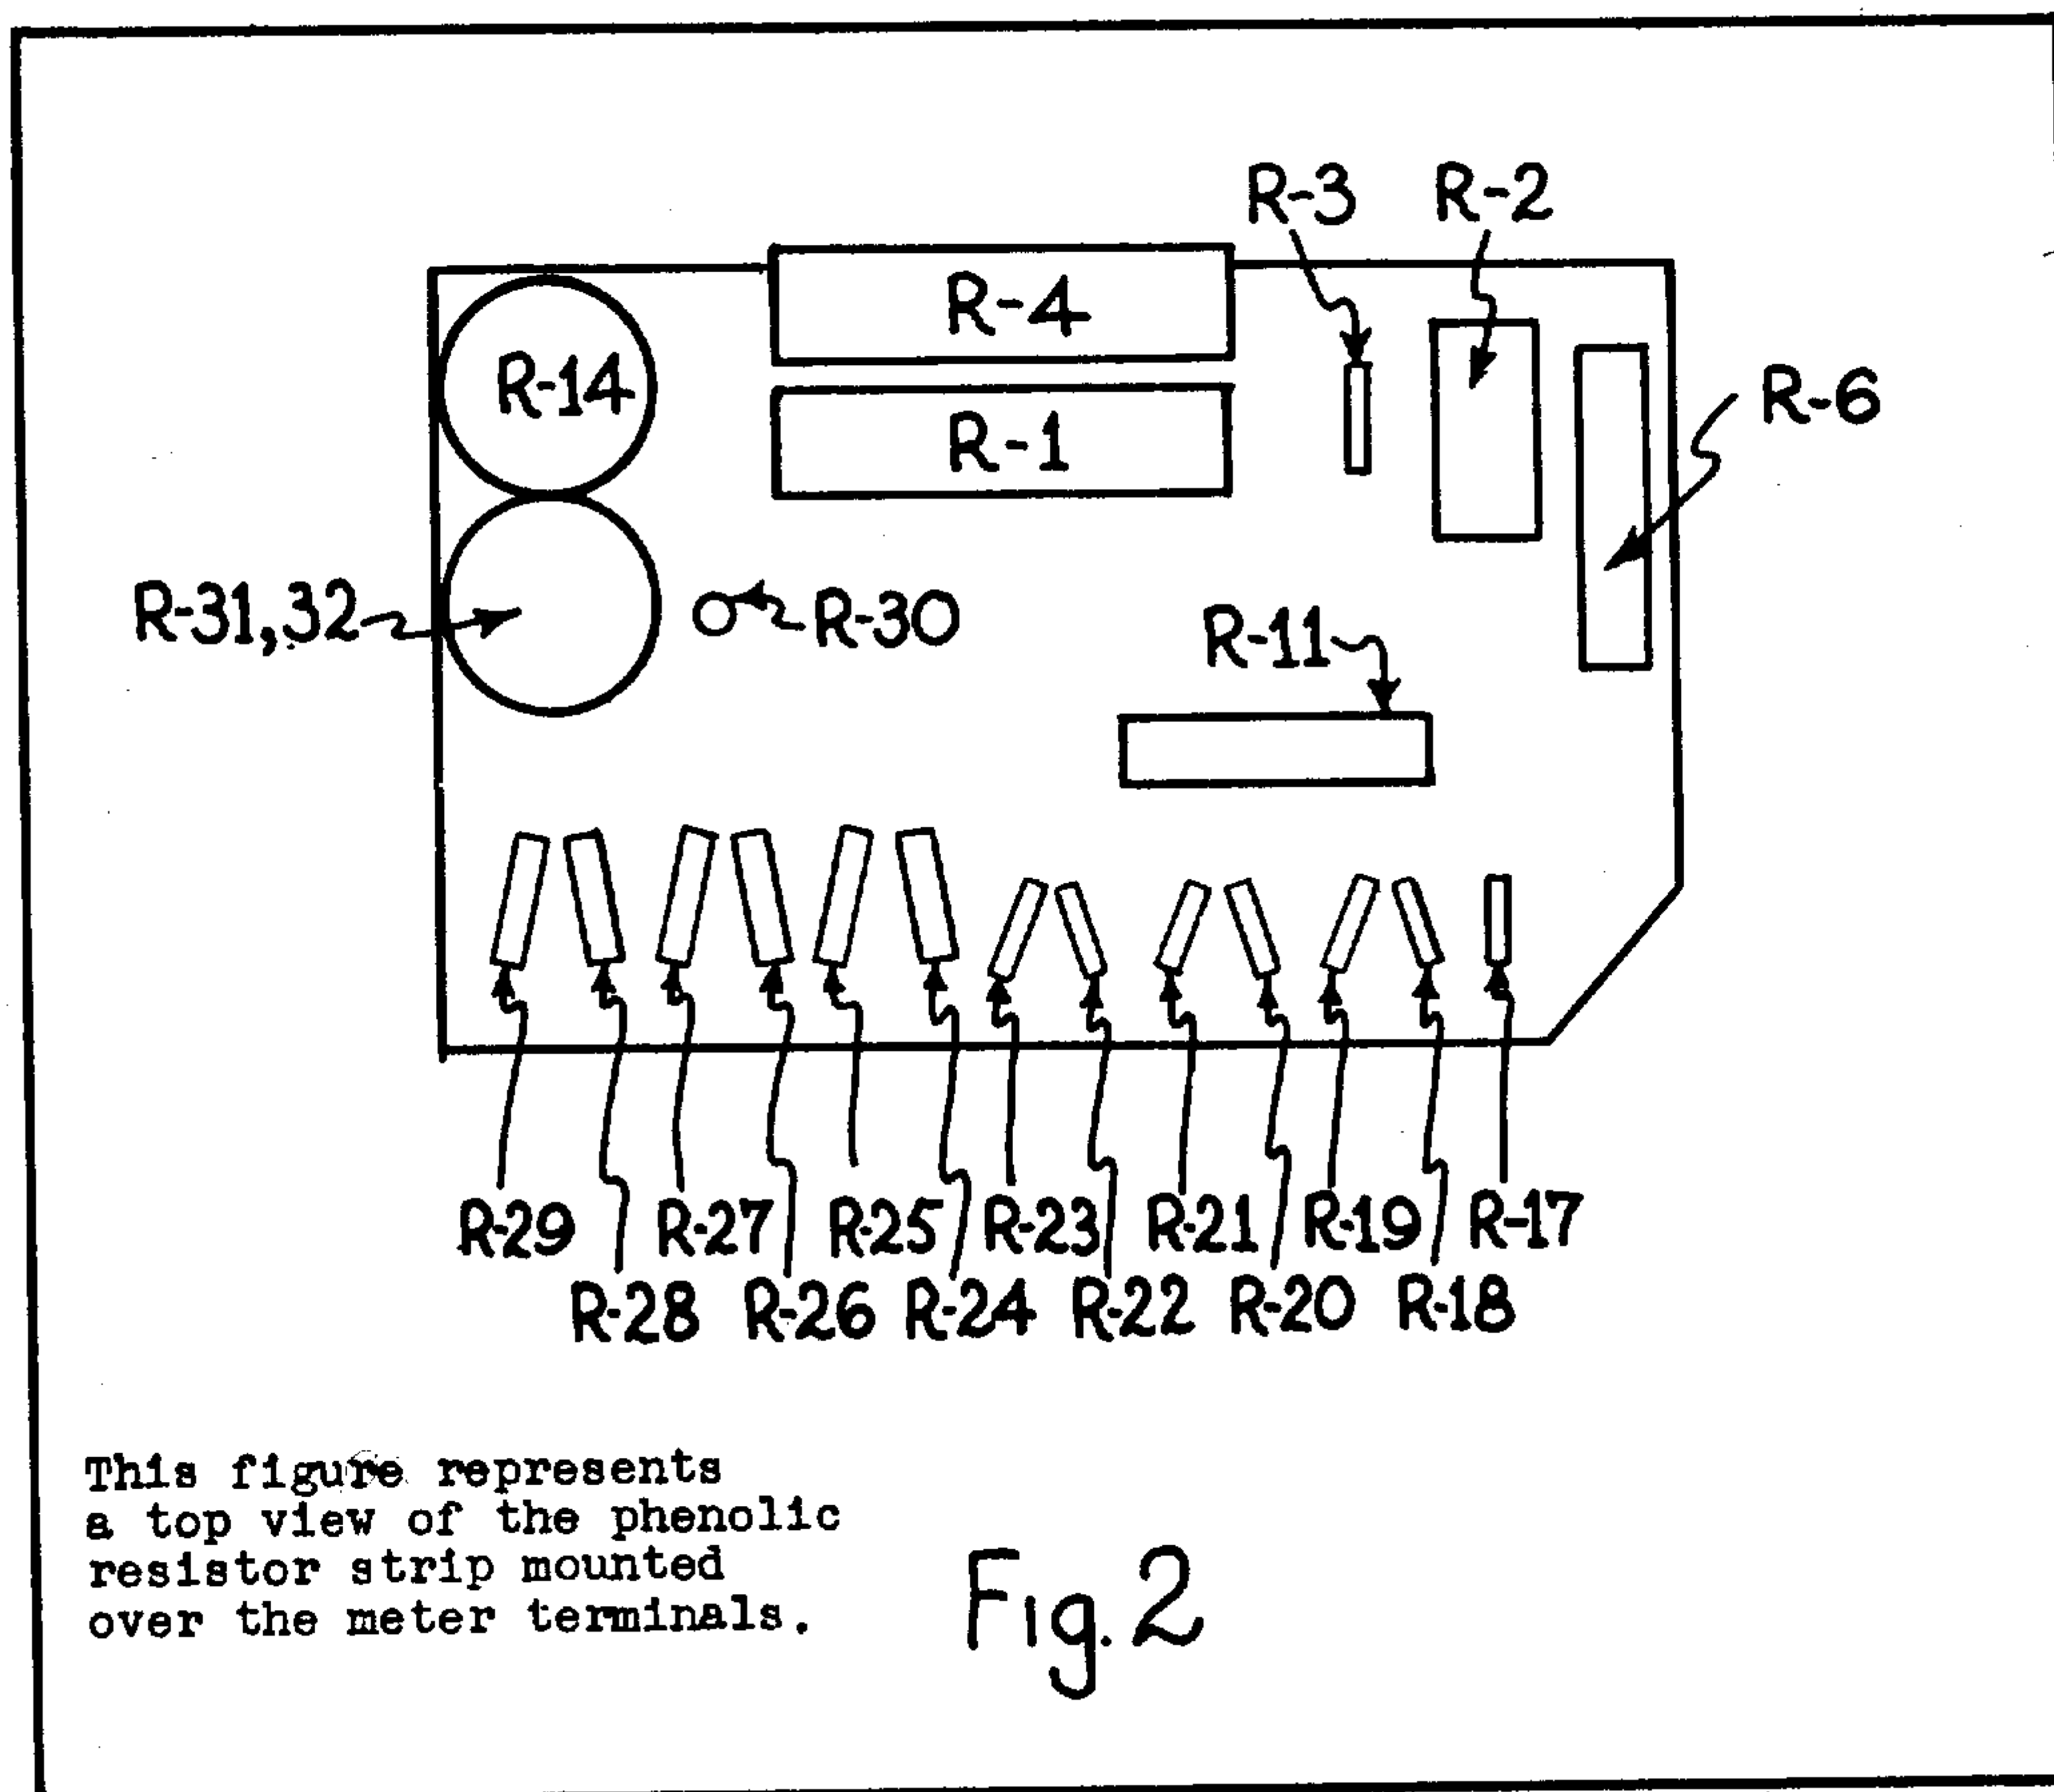 R-3 R-2
R-4
R-14
R-6
R-1
R-31,32
R-30
R-11
R-29 R-27 R-25 R-23 R-21 R-19 R-17
R-28 R-26 R-24 R-22 R-20 R-18
This figure represents
a top view of the phenolic
resistor strip mounted
over the meter terminals.
Fig. 2